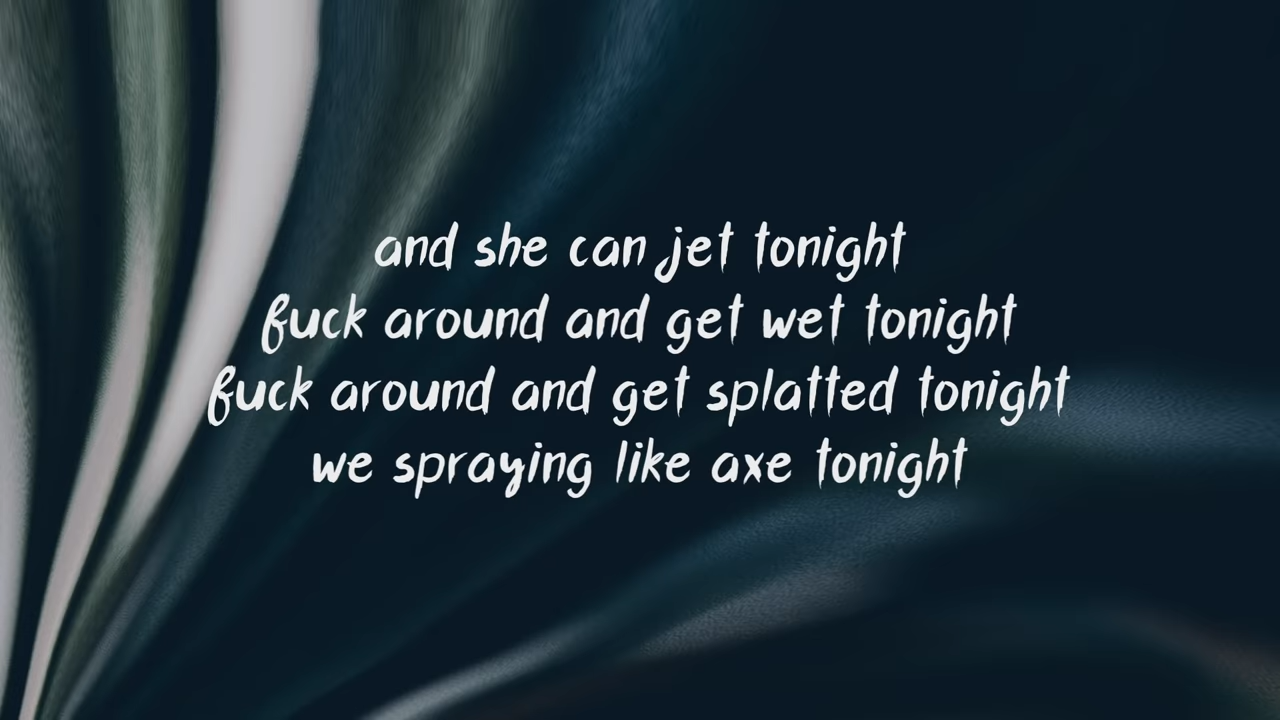 and she can jet tonight
fuck around and get wet tonight
fuck around and get splatted tonight
we spraying like axe tonight